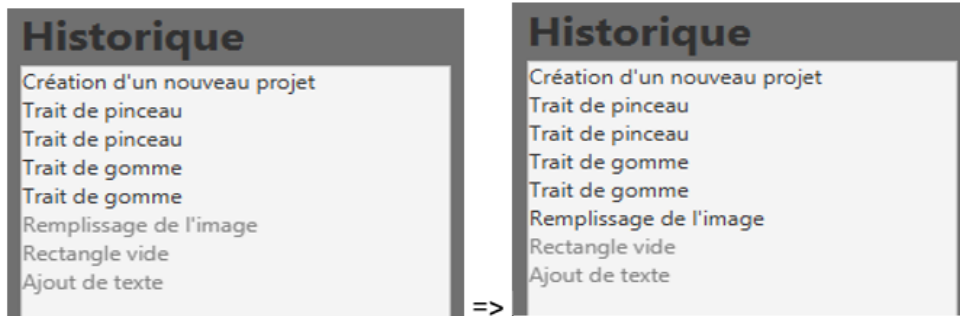 Historique
Création d'un nouveau projet
Trait de pinceau
Trait de pinceau
Trait de gomme
Trait de gomme
Remplissage de l'image
Rectangle vide
Ajout de texte
=>
Historique
Création d'un nouveau projet
Trait de pinceau
Trait de pinceau
Trait de gomme
Trait de gomme
Remplissage de l'image
Rectangle vide
Ajout de texte